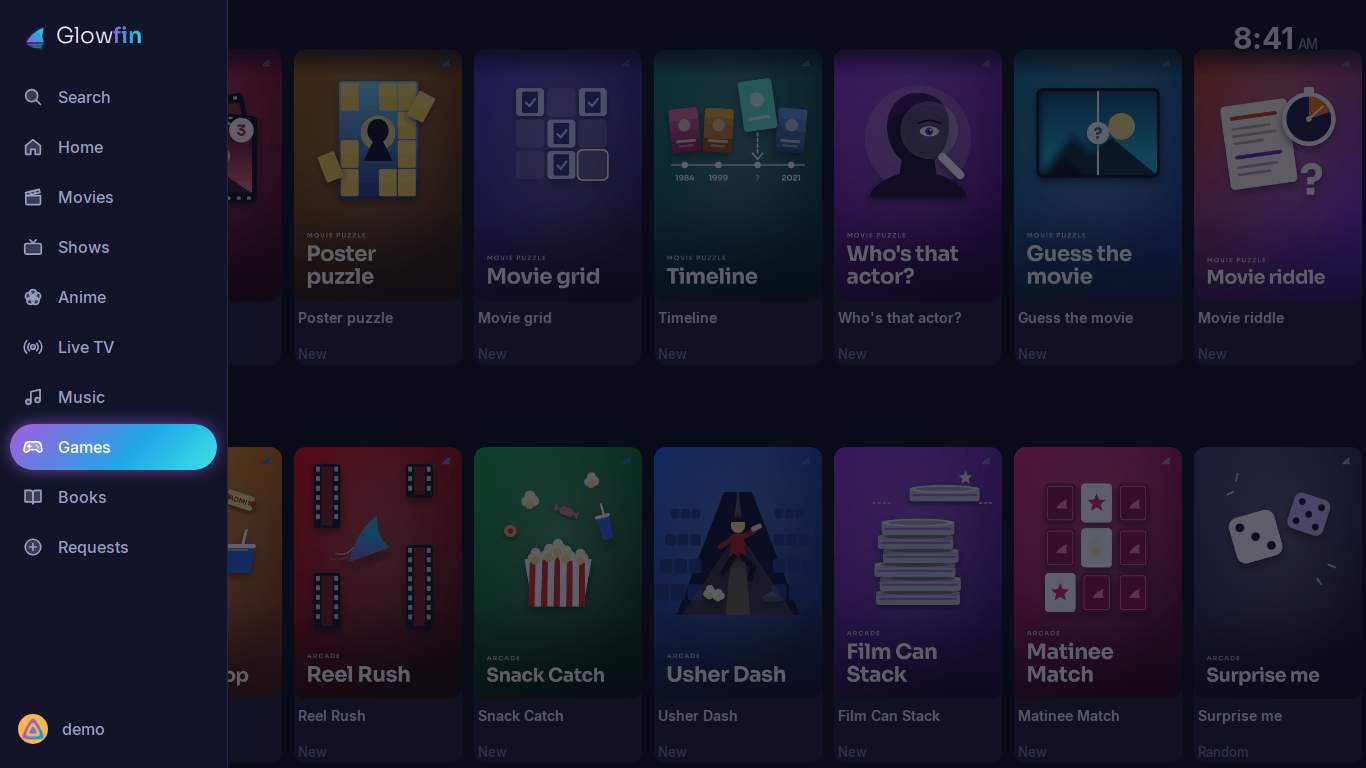 Glowfin
8:41 AM
Search
Home
Movies
Shows
Anime
Live TV
Music
Games
Books
Requests
demo
3
1984 1999 ? 2021
?
?
MOVIE PUZZLE
Poster
puzzle
MOVIE PUZZLE
Movie grid
MOVIE PUZZLE
Timeline
MOVIE PUZZLE
Who's that
actor?
MOVIE PUZZLE
Guess the
movie
MOVIE PUZZLE
Movie riddle
Poster puzzle
New
Movie grid
New
Timeline
New
Who's that actor?
New
Guess the movie
New
Movie riddle
New
ARCADE
Reel Rush
ARCADE
Snack Catch
ARCADE
Usher Dash
ARCADE
Film Can
Stack
ARCADE
Matinee
Match
Surprise me
Reel Rush
New
Snack Catch
New
Usher Dash
New
Film Can Stack
New
Matinee Match
New
Surprise me
Random